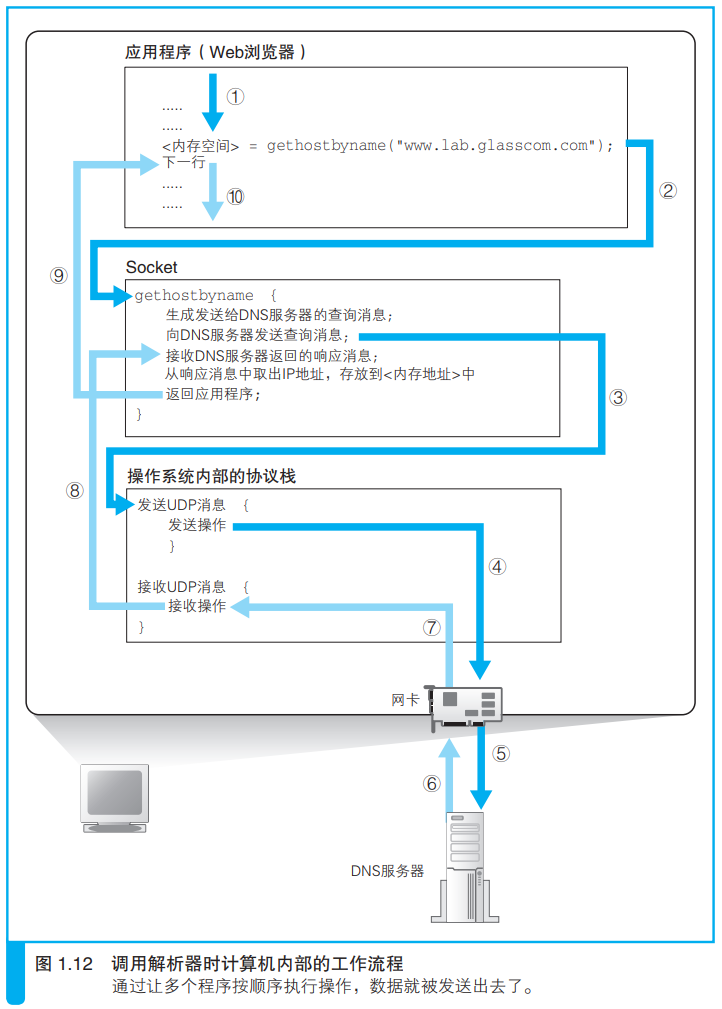 应用程序（Web浏览器）
①
.....
.....
<内存空间> = gethostbyname("www.lab.glasscom.com");
下一行
②
.....
⑩
.....
⑨
Socket
gethostbyname {
生成发送给DNS服务器的查询消息；
向DNS服务器发送查询消息；
接收DNS服务器返回的响应消息；
从响应消息中取出IP地址，存放到<内存地址>中
返回应用程序；
③
}
操作系统内部的协议栈
⑧
发送UDP消息 {
发送操作
}
④
接收UDP消息 {
接收操作
}
⑦
网卡
⑤
⑥
DNS服务器
图 1.12 调用解析器时计算机内部的工作流程
通过让多个程序按顺序执行操作，数据就被发送出去了。